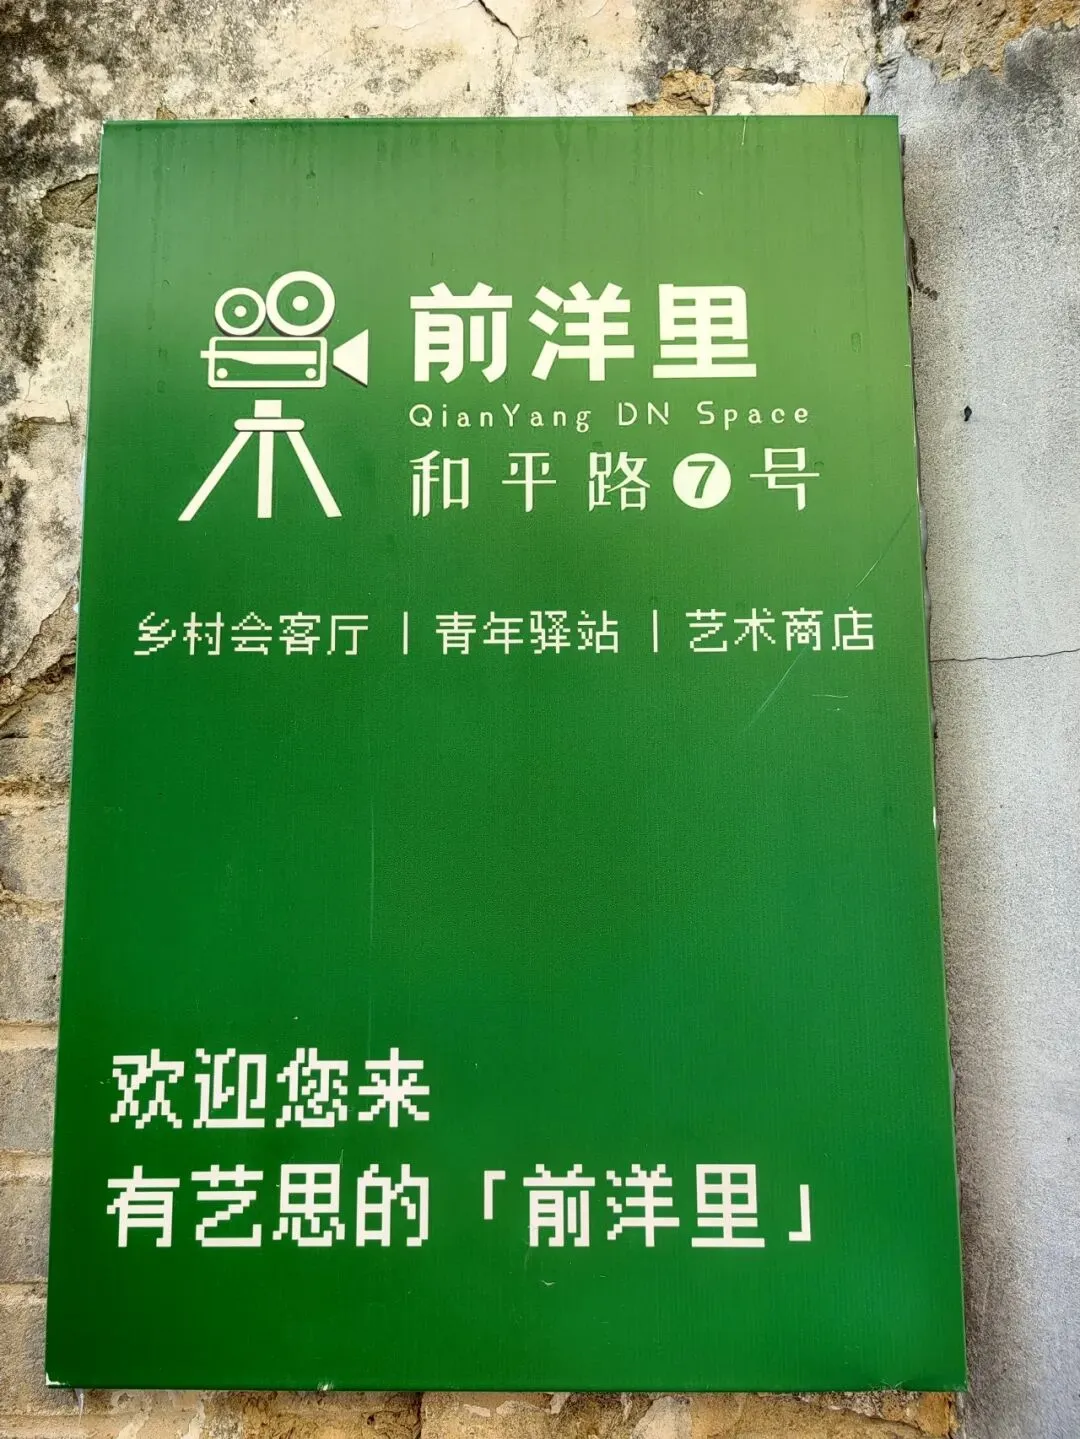 前洋里
QianYang DN Space
和平路7号
乡村会客厅 | 青年驿站 | 艺术商店
欢迎您来
有艺思的「前洋里」